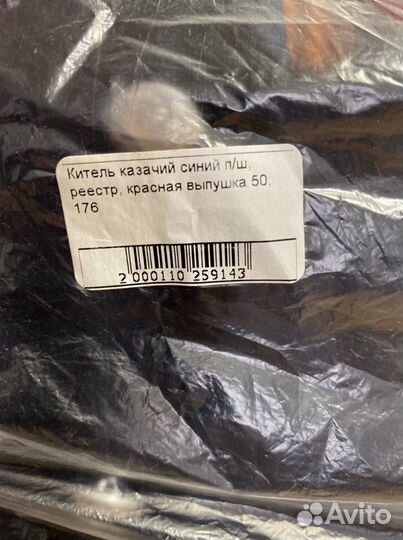 Китель казачий синий п/ш,
реестр, красная выпушка 50,
176
2 000110 259143
Avito